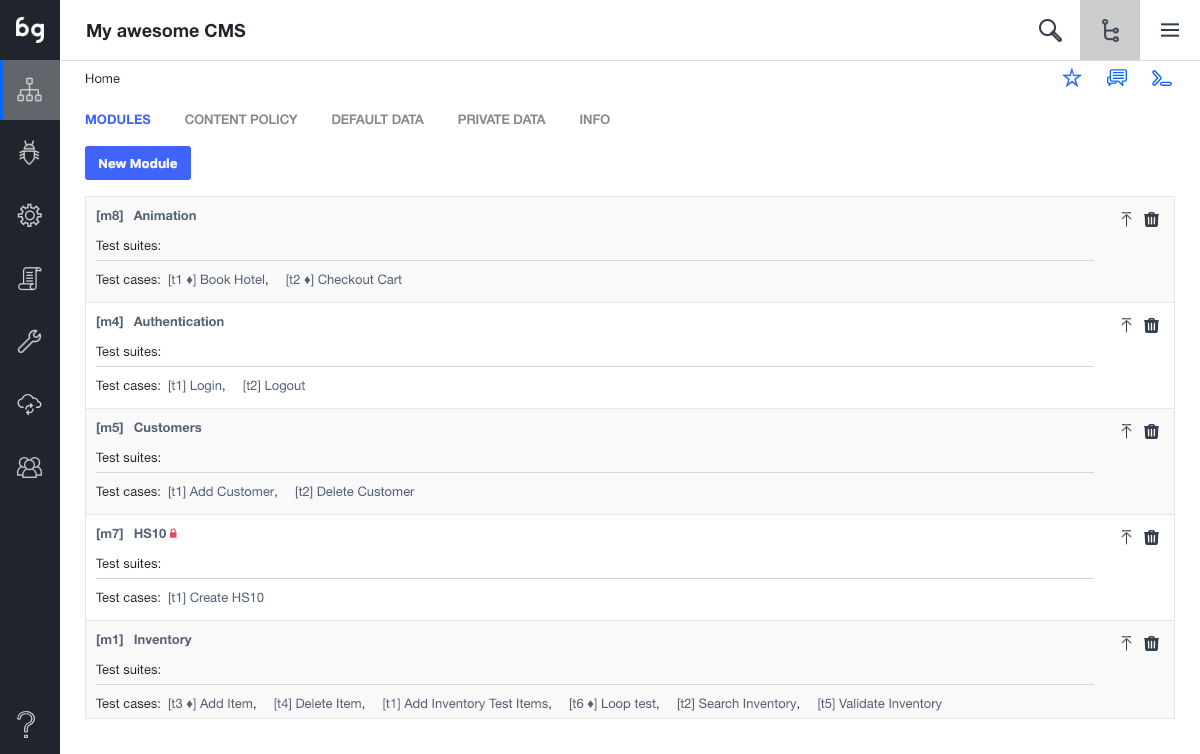 bg
My awesome CMS
Home
MODULES CONTENT POLICY DEFAULT DATA PRIVATE DATA INFO
New Module
[m8] Animation
Test suites:
Test cases: [t1 ♦] Book Hotel, [t2 ♦] Checkout Cart
[m4] Authentication
Test suites:
Test cases: [t1] Login, [t2] Logout
[m5] Customers
Test suites:
Test cases: [t1] Add Customer, [t2] Delete Customer
[m7] HS10
Test suites:
Test cases: [t1] Create HS10
[m1] Inventory
Test suites:
Test cases: [t3 ♦] Add Item, [t4] Delete Item, [t1] Add Inventory Test Items, [t6 ♦] Loop test, [t2] Search Inventory, [t5] Validate Inventory